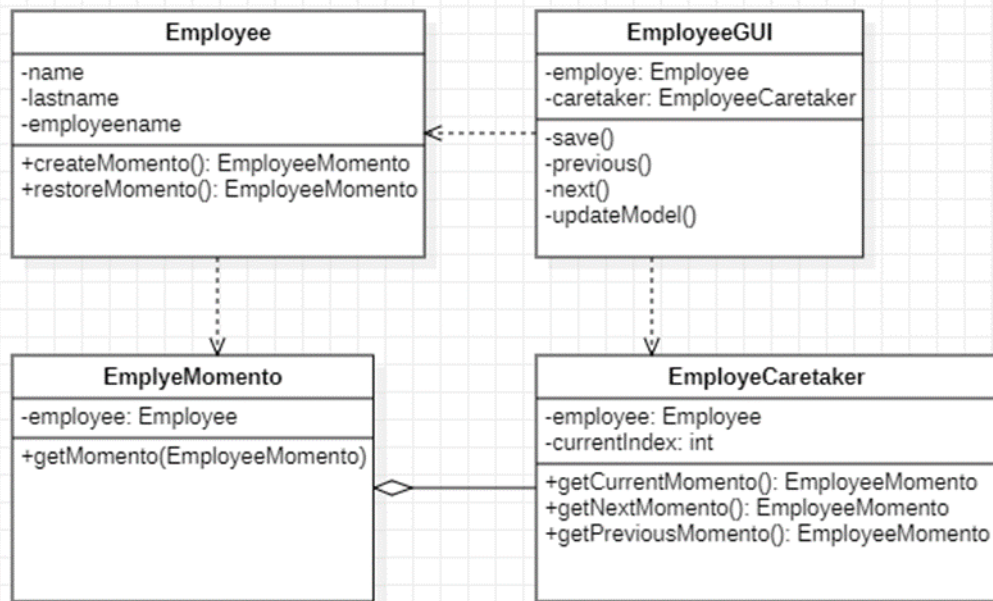 Employee
-name
-lastname
-employeename
+createMomento(): EmployeeMomento
+restoreMomento(): EmployeeMomento
EmployeeGUI
-employe: Employee
-caretaker: EmployeeCaretaker
-save()
-previous()
-next()
-updateModel()
EmplyeMomento
-employee: Employee
+getMomento(EmployeeMomento)
EmployeCaretaker
-employee: Employee
-currentIndex: int
+getCurrentMomento(): EmployeeMomento
+getNextMomento(): EmployeeMomento
+getPreviousMomento(): EmployeeMomento